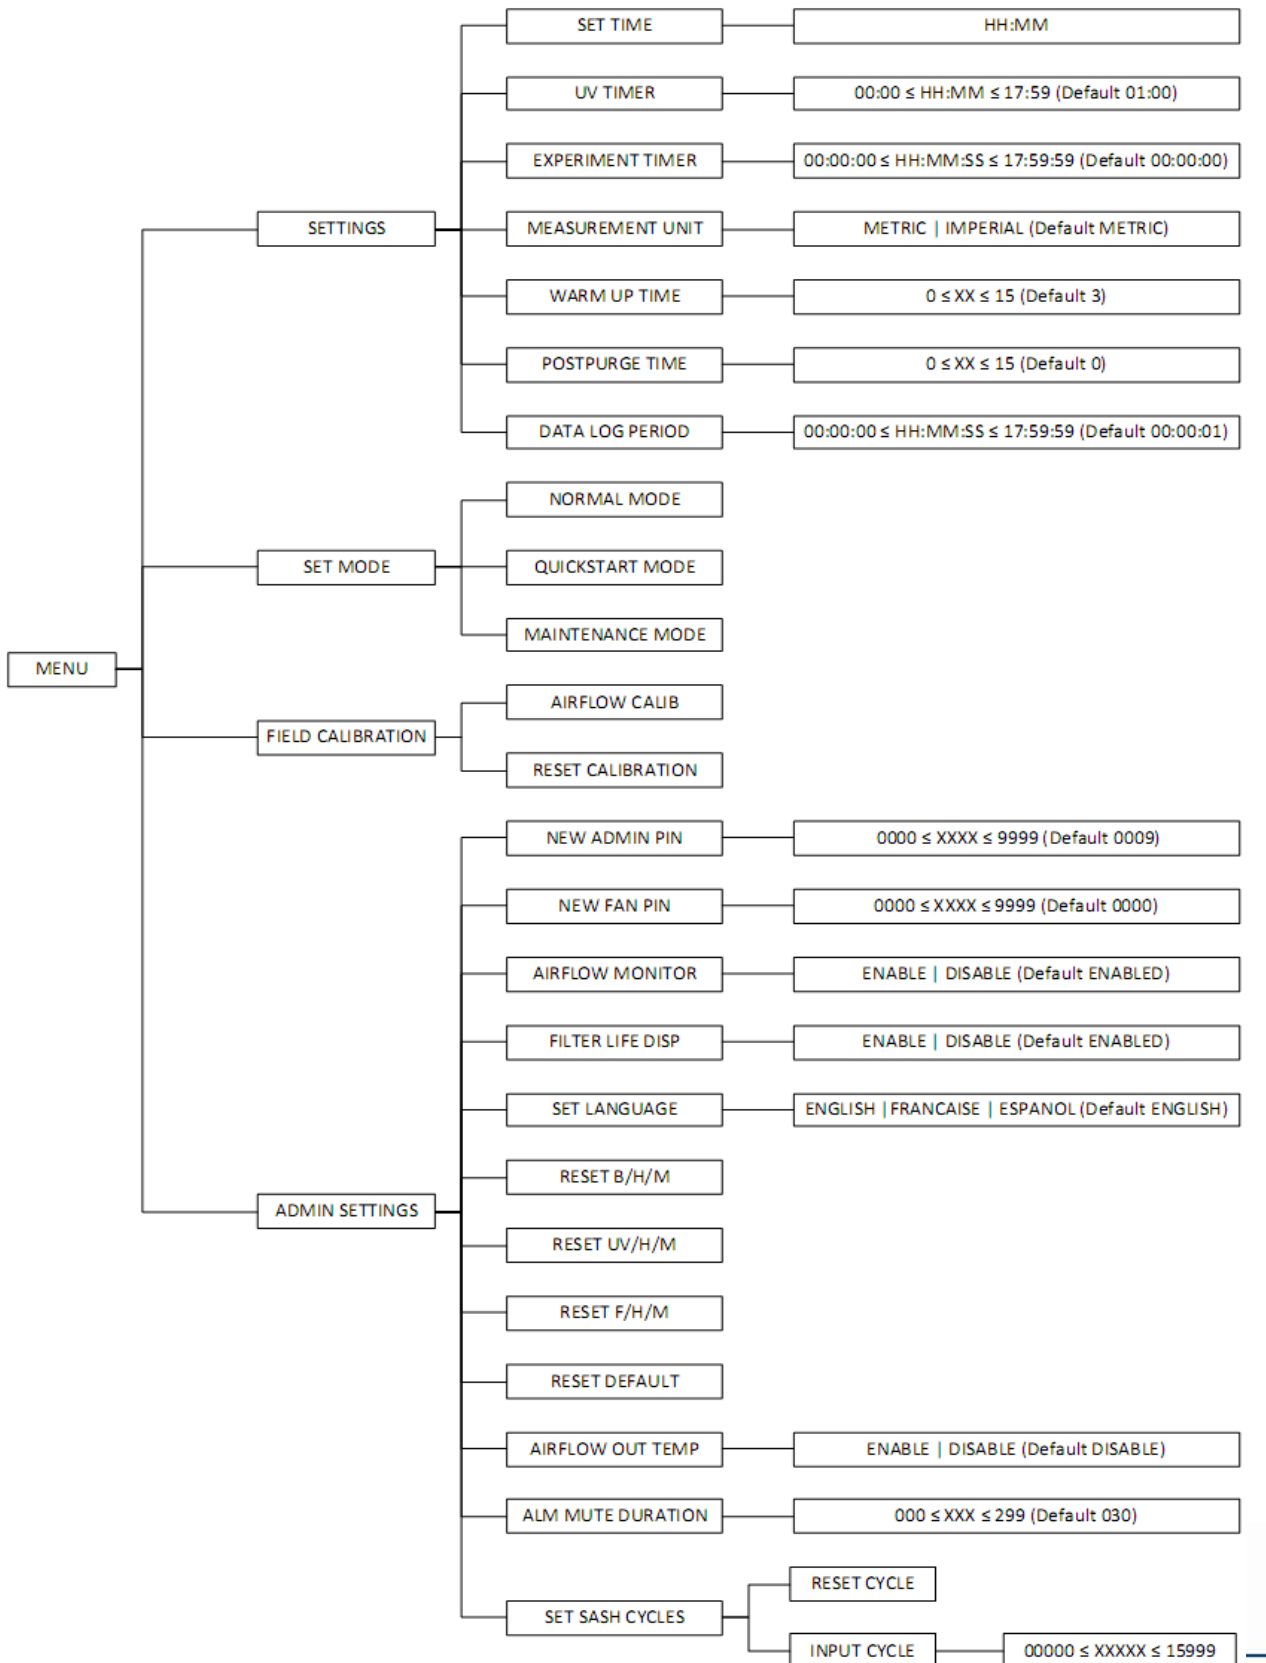 SET TIME
HH:MM
UV TIMER
00:00 ≤ HH:MM ≤ 17:59 (Default 01:00)
EXPERIMENT TIMER
00:00:00 ≤ HH:MM:SS ≤ 17:59:59 (Default 00:00:00)
SETTINGS
MEASUREMENT UNIT
METRIC | IMPERIAL (Default METRIC)
WARM UP TIME
0 ≤ XX ≤ 15 (Default 3)
POSTPURGE TIME
0 ≤ XX ≤ 15 (Default 0)
DATA LOG PERIOD
00:00:00 ≤ HH:MM:SS ≤ 17:59:59 (Default 00:00:01)
NORMAL MODE
SET MODE
QUICKSTART MODE
MAINTENANCE MODE
MENU
AIRFLOW CALIB
FIELD CALIBRATION
RESET CALIBRATION
NEW ADMIN PIN
0000 ≤ XXXX ≤ 9999 (Default 0009)
NEW FAN PIN
0000 ≤ XXXX ≤ 9999 (Default 0000)
AIRFLOW MONITOR
ENABLE | DISABLE (Default ENABLED)
FILTER LIFE DISP
ENABLE | DISABLE (Default ENABLED)
SET LANGUAGE
ENGLISH | FRANCAISE | ESPANOL (Default ENGLISH)
RESET B/H/M
ADMIN SETTINGS
RESET UV/H/M
RESET F/H/M
RESET DEFAULT
AIRFLOW OUT TEMP
ENABLE | DISABLE (Default DISABLE)
ALM MUTE DURATION
000 ≤ XXX ≤ 299 (Default 030)
RESET CYCLE
SET SASH CYCLES
INPUT CYCLE
00000 ≤ XXXXX ≤ 15999